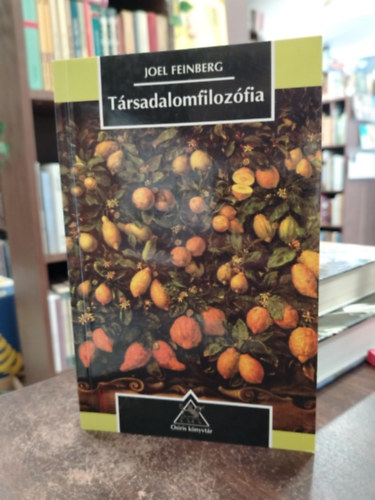 JOEL FEINBERG
Társadalomfilozófia
Osiris könyvtár